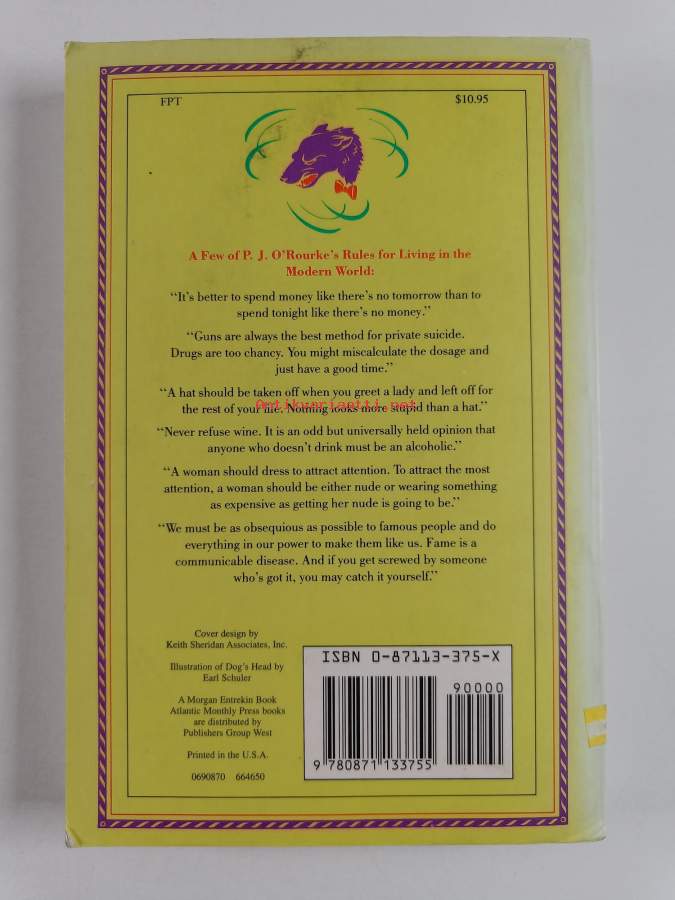 FPT $10.95
A Few of P. J. O'Rourke's Rules for Living in the
Modern World:
“It's better to spend money like there's no tomorrow than to
spend tonight like there's no money.”
“Guns are always the best method for private suicide.
Drugs are too chancy. You might miscalculate the dosage and
just have a good time.”
“A hat should be taken off when you greet a lady and left off for
the rest of your life. Nothing looks more stupid than a hat.”
Antikvariaatti.net
“Never refuse wine. It is an odd but universally held opinion that
anyone who doesn't drink must be an alcoholic.”
“A woman should dress to attract attention. To attract the most
attention, a woman should be either nude or wearing something
as expensive as getting her nude is going to be.”
“We must be as obsequious as possible to famous people and do
everything in our power to make them like us. Fame is a
communicable disease. And if you get screwed by someone
who's got it, you may catch it yourself.”
Cover design by
Keith Sheridan Associates, Inc.
Illustration of Dog's Head by
Earl Schuler
A Morgan Entrekin Book
Atlantic Monthly Press books
are distributed by
Publishers Group West
Printed in the U.S.A.
0690870 664650
ISBN 0-87113-375-X
90000
9 780871 133755